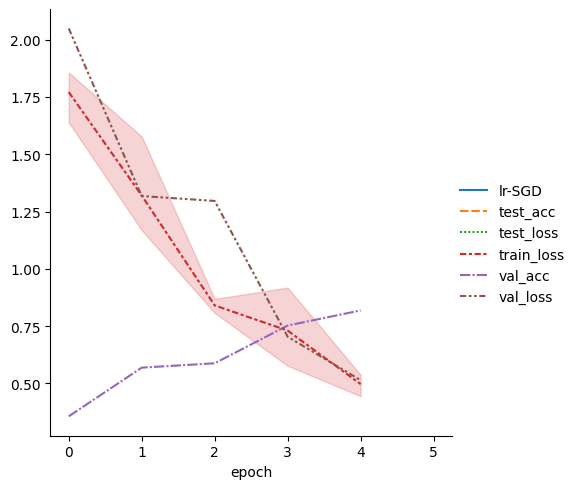 2.00
1.75
1.50
1.25
1.00
0.75
0.50
0 1 2 3 4 5
epoch
lr-SGD
test_acc
test_loss
train_loss
val_acc
val_loss